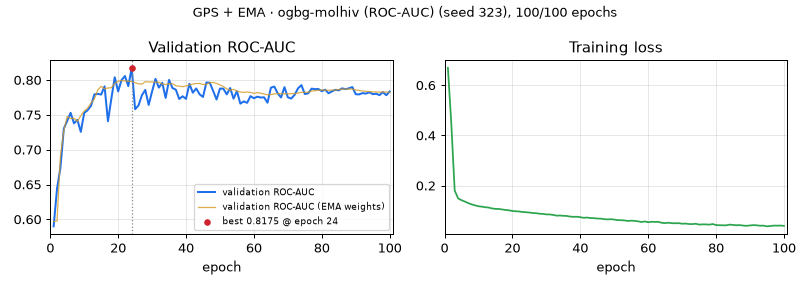 GPS + EMA · ogbg-molhiv (ROC-AUC) (seed 323), 100/100 epochs
Validation ROC-AUC
0.80
0.75
0.70
0.65
0.60
0
20
40
60
80
100
epoch
validation ROC-AUC
validation ROC-AUC (EMA weights)
best 0.8175 @ epoch 24
Training loss
0.6
0.4
0.2
0
20
40
60
80
100
epoch